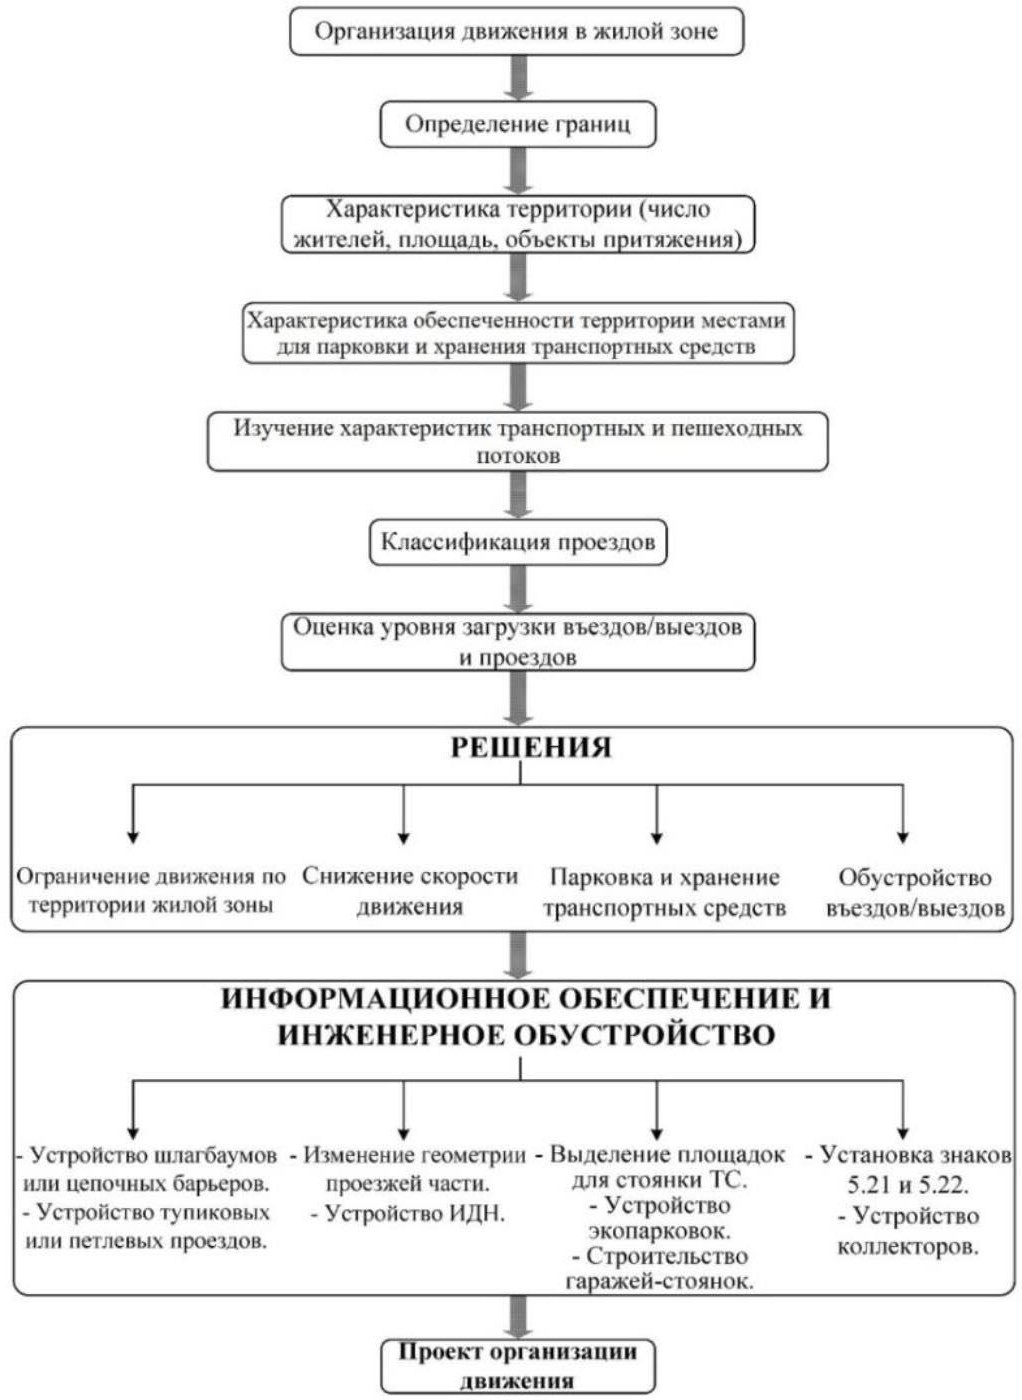 Организация движения в жилой зоне
Определение границ
Характеристика территории (число
жителей, площадь, объекты притяжения)
Характеристика обеспеченности территории местами
для парковки и хранения транспортных средств
Изучение характеристик транспортных и пешеходных
потоков
Классификация проездов
Оценка уровня загрузки въездов/выездов
и проездов
РЕШЕНИЯ
Ограничение движения по
территории жилой зоны
Снижение скорости
движения
Парковка и хранение
транспортных средств
Обустройство
въездов/выездов
ИНФОРМАЦИОННОЕ ОБЕСПЕЧЕНИЕ И
ИНЖЕНЕРНОЕ ОБУСТРОЙСТВО
- Устройство шлагбаумов
или цепочных барьеров.
- Устройство тупиковых
или петлевых проездов.
- Изменение геометрии
проезжей части.
- Устройство ИДН.
- Выделение площадок
для стоянки ТС.
- Устройство
экопарковок.
- Строительство
гаражей-стоянок.
- Установка знаков
5.21 и 5.22.
- Устройство
коллекторов.
Проект организации
движения